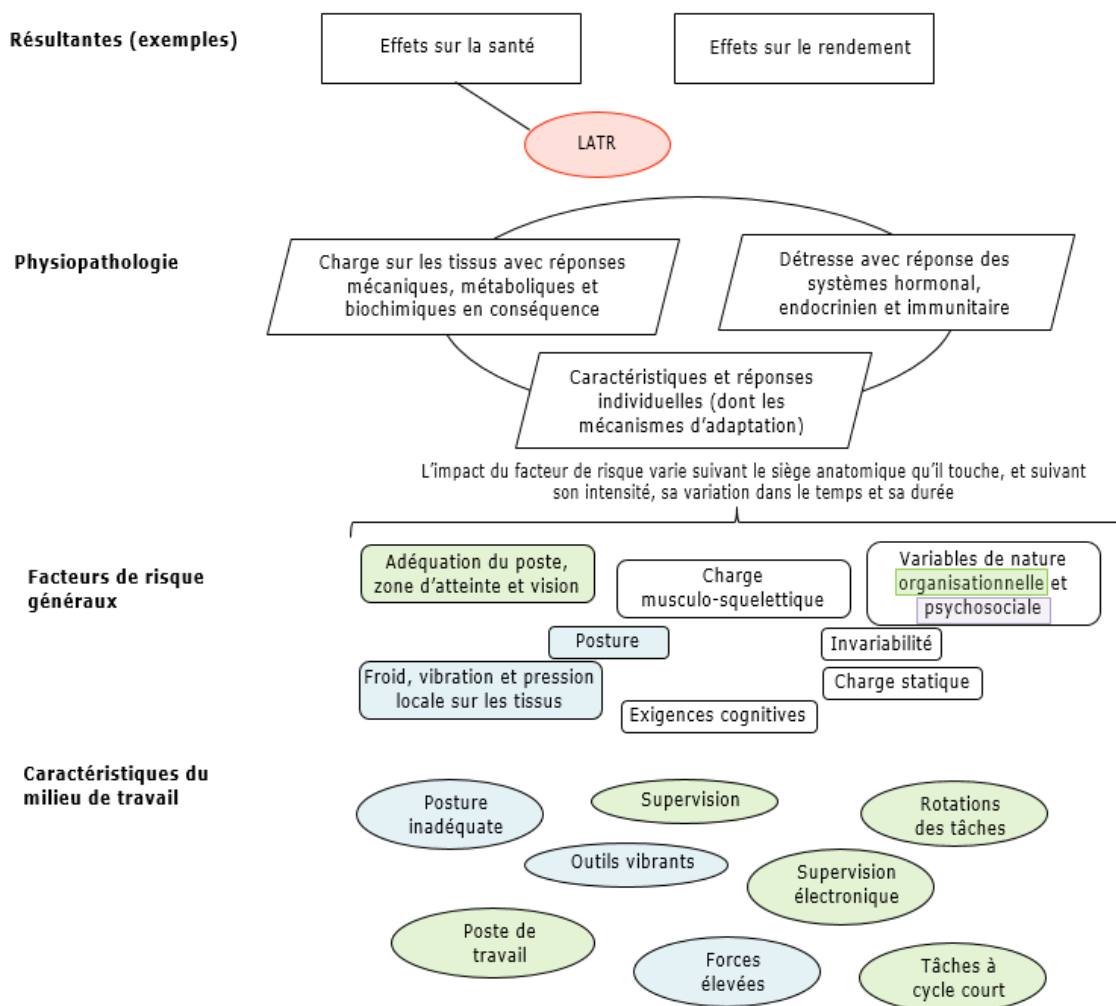 Résultantes (exemples)
Effets sur la santé
Effets sur le rendement
LATR
Physiopathologie
Charge sur les tissus avec réponses
mécaniques, métaboliques et
biochimiques en conséquence
Détresse avec réponse des
systèmes hormonal,
endocrinien et immunitaire
Caractéristiques et réponses
individuelles (dont les
mécanismes d'adaptation)
L'impact du facteur de risque varie suivant le siège anatomique qu'il touche, et suivant
son intensité, sa variation dans le temps et sa durée
Facteurs de risque
généraux
Adéquation du poste,
zone d'atteinte et vision
Charge
musculo-squelettique
Variables de nature
organisationnelle et
psychosociale
Posture
Invariabilité
Froid, vibration et pression
locale sur les tissus
Charge statique
Exigences cognitives
Caractéristiques du
milieu de travail
Posture
inadéquate
Supervision
Rotations
des tâches
Outils vibrants
Supervision
électronique
Poste de
travail
Forces
élevées
Tâches à
cycle court